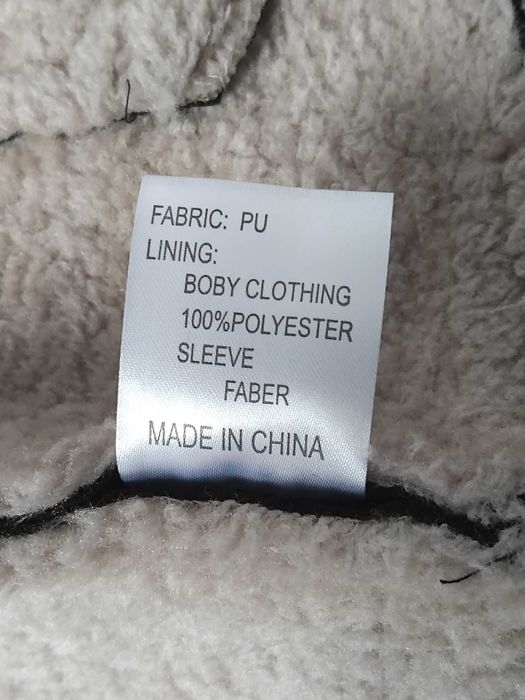 FABRIC: PU
LINING:
BOBY CLOTHING
100%POLYESTER
SLEEVE
FABER
MADE IN CHINA